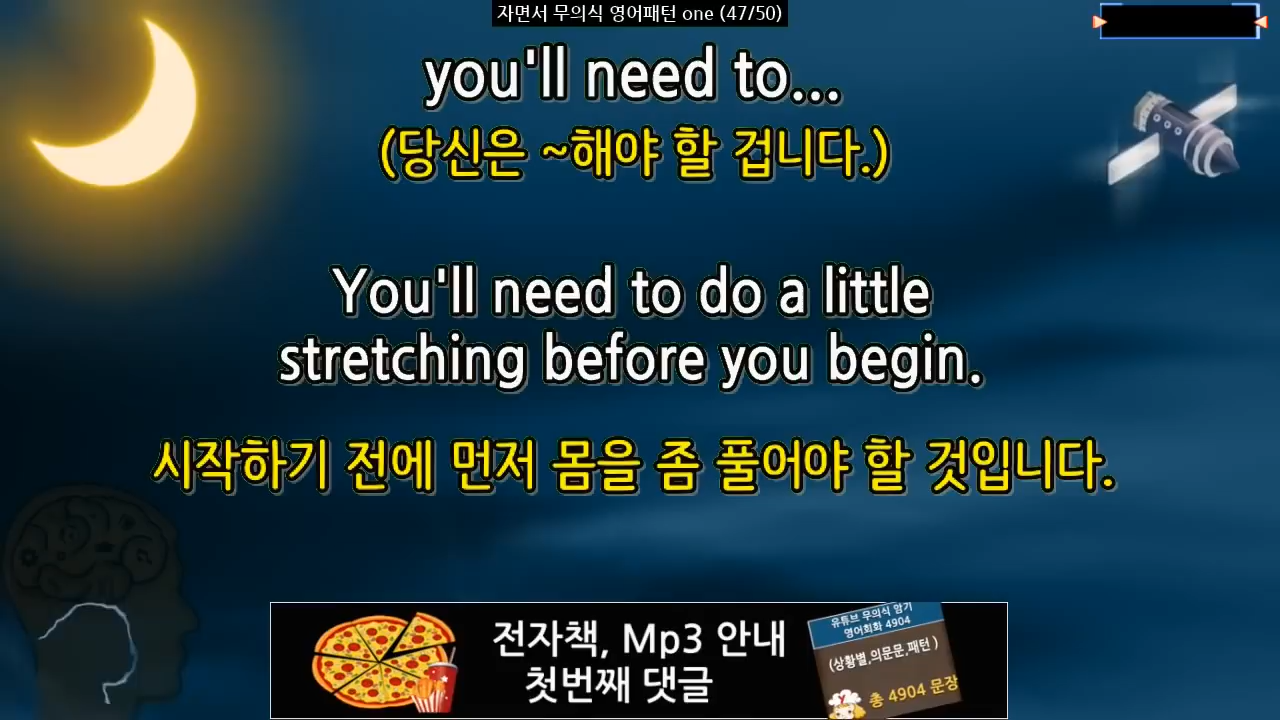 자면서 무의식 영어패턴 one (47/50)
you'll need to...
(당신은 ~해야 할 겁니다.)
You'll need to do a little
stretching before you begin.
시작하기 전에 먼저 몸을 좀 풀어야 할 것입니다.
전자책, Mp3 안내
첫번째 댓글
유튜브 무의식 암기
영어회화 4904
(상황별,의문문,패턴 )
총 4904 문장